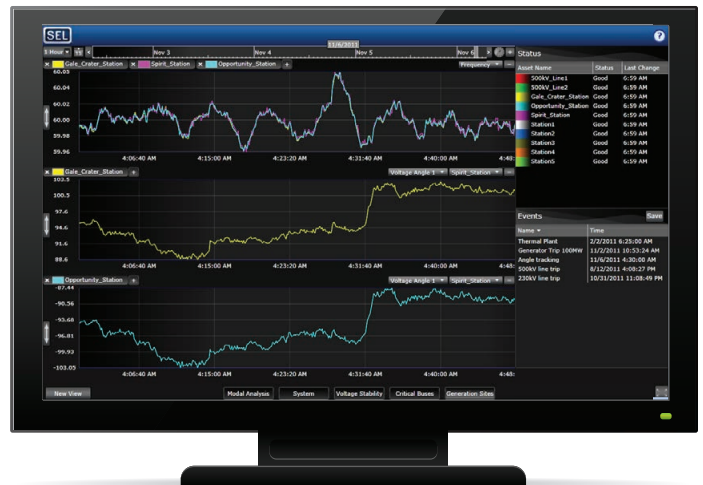 SEL
?
11/6/2011
1 Hour Nov 3 Nov 4 Nov 5 Nov 6
Gale_Crater_Station Spirit_Station Opportunity_Station + Frequency
60.05
60.04
60.02
60.00
59.98
59.96
4:06:40 AM 4:15:00 AM 4:23:20 AM 4:31:40 AM 4:40:00 AM 4:48:
Gale_Crater_Station + Voltage Angle 1 Spirit_Station
103.5
100.5
97.6
94.6
91.6
88.6
4:06:40 AM 4:15:00 AM 4:23:20 AM 4:31:40 AM 4:40:00 AM 4:48:
Opportunity_Station + Voltage Angle 1 Spirit_Station
-87.44
-90.56
-93.68
-96.81
-99.93
-103.05
4:06:40 AM 4:15:00 AM 4:23:20 AM 4:31:40 AM 4:40:00 AM 4:48:
New View Modal Analysis System Voltage Stability Critical Buses Generation Sites
Status
Asset Name Status Last Change
500kV_Line1 Good 6:59 AM
500kV_Line2 Good 6:59 AM
Gale_Crater_Station Good 6:59 AM
Opportunity_Station Good 6:59 AM
Spirit_Station Good 6:59 AM
Station1 Good 6:59 AM
Station2 Good 6:59 AM
Station3 Good 6:59 AM
Station4 Good 6:59 AM
Station5 Good 6:59 AM
Events Save
Name Time
Thermal Plant 2/2/2011 6:25:00 AM
Generator Trip 100MW 11/2/2011 10:53:24 AM
Angle tracking 11/6/2011 4:30:00 AM
500kV line trip 8/12/2011 4:00:27 PM
230kV line trip 10/31/2011 11:08:49 PM